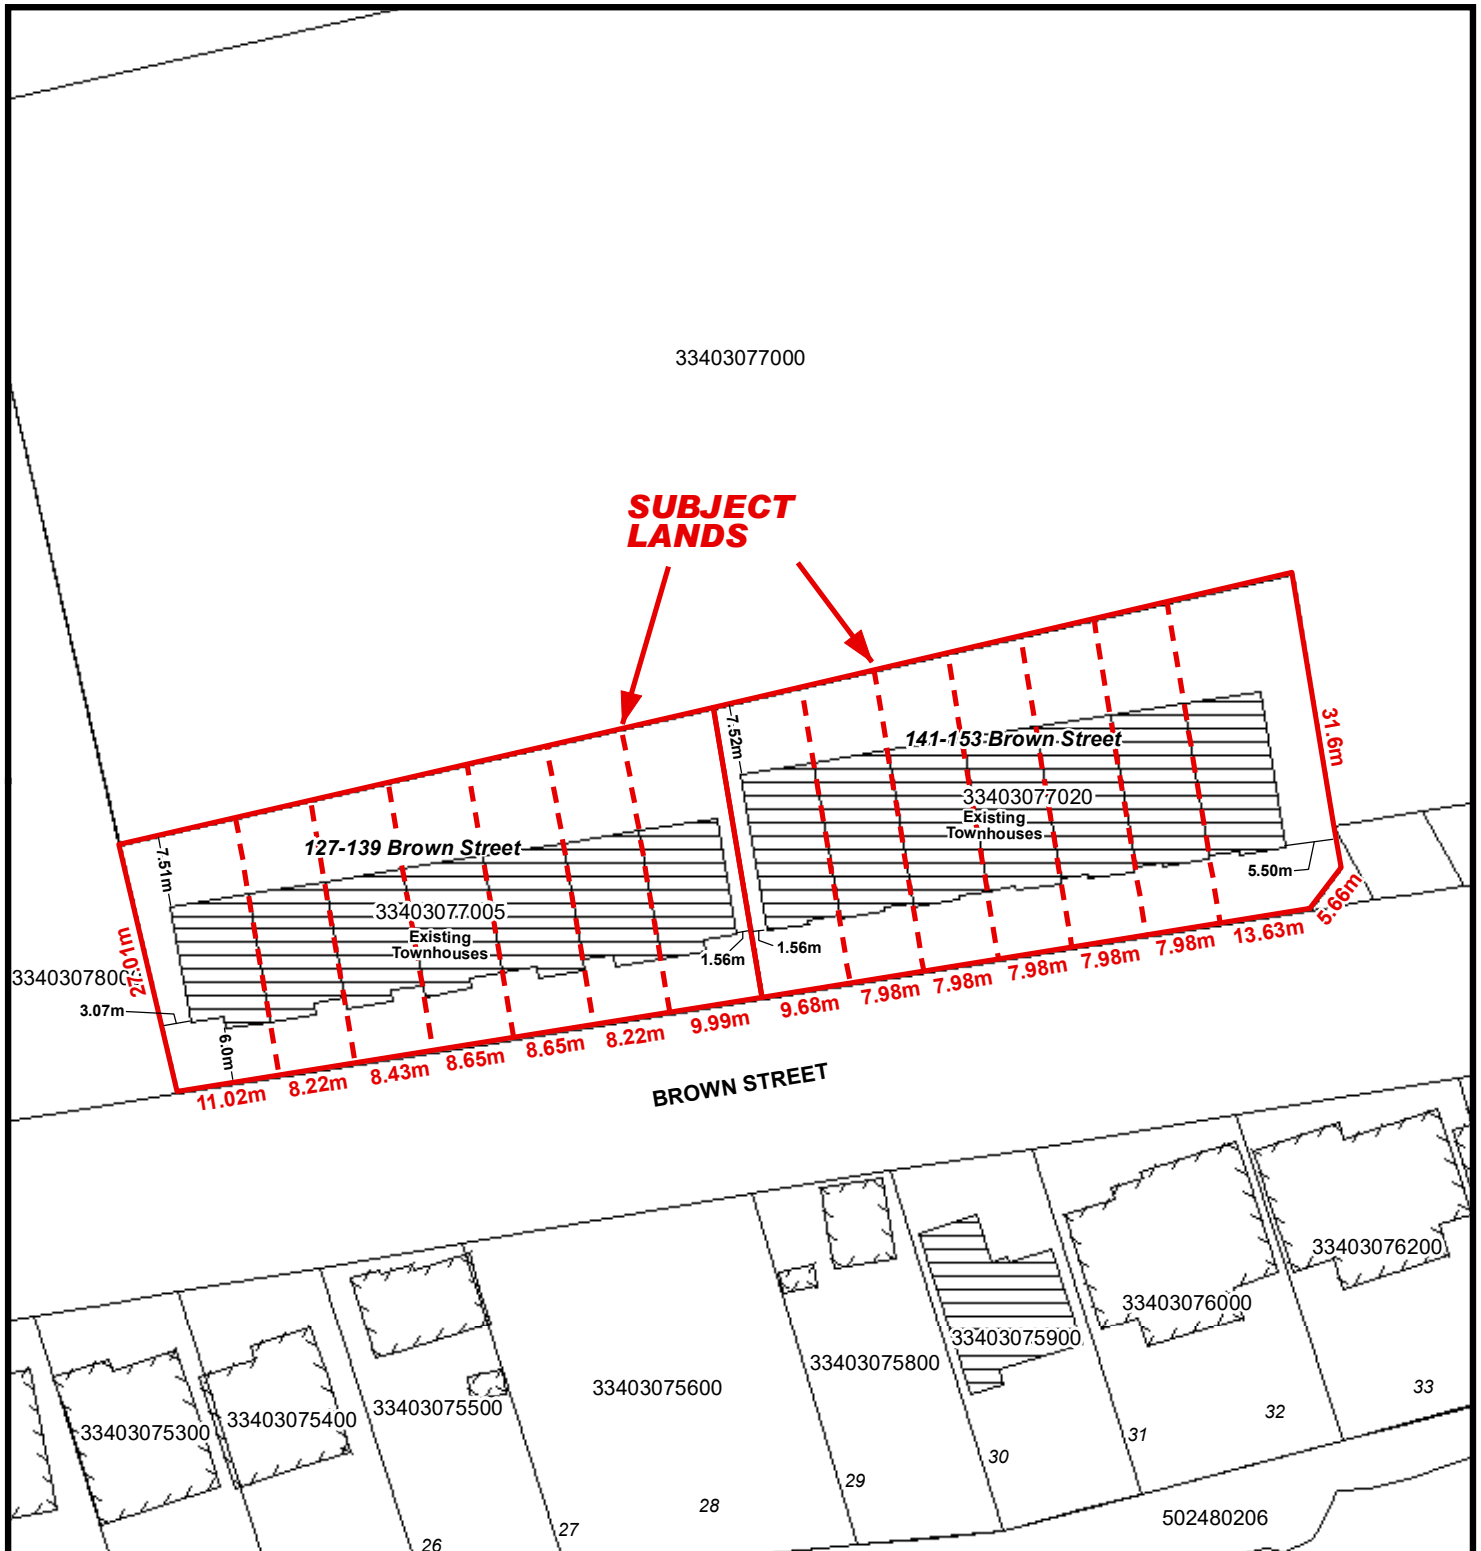 33403077000
SUBJECT
LANDS
7.52m
31.6m
141-153 Brown Street
33403077020
Existing
Townhouses
127-139 Brown Street
7.51m
5.50m
5.66m
33403077005
Existing
Townhouses
27.01m
1.56m
1.56m
3340307800
3.07m
6.0m
11.02m
8.22m
8.43m
8.65m
8.65m
8.22m
9.99m
9.68m
7.98m
7.98m
7.98m
7.98m
7.98m
13.63m
BROWN STREET
33403076200
33403076000
33403075900
33403075800
33403075600
33403075500
33403075400
33403075300
33
32
31
30
29
28
27
26
502480206